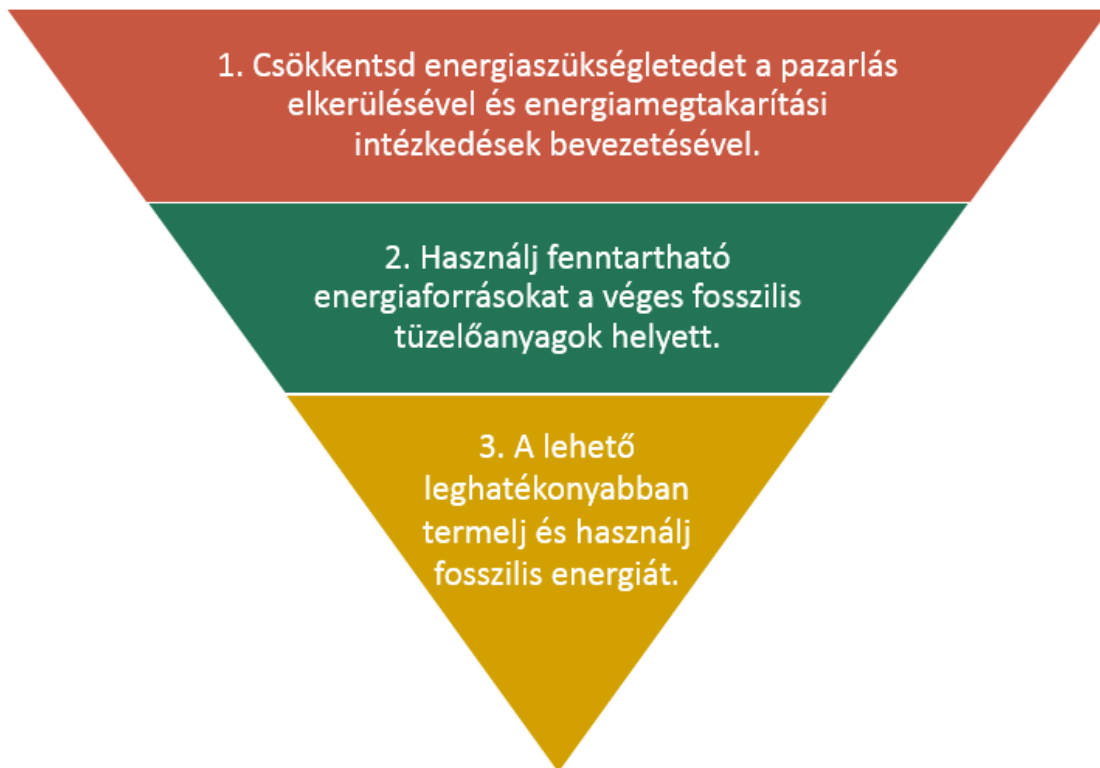 1. Csökkentsd energiaszükségletedet a pazarlás
elkerülésével és energiamegtakarítási
intézkedések bevezetésével.
2. Használj fenntartható
energiaforrásokat a véges fosszilis
tüzelőanyagok helyett.
3. A lehető
leghatékonyabban
termelj és használj
fosszilis energiát.